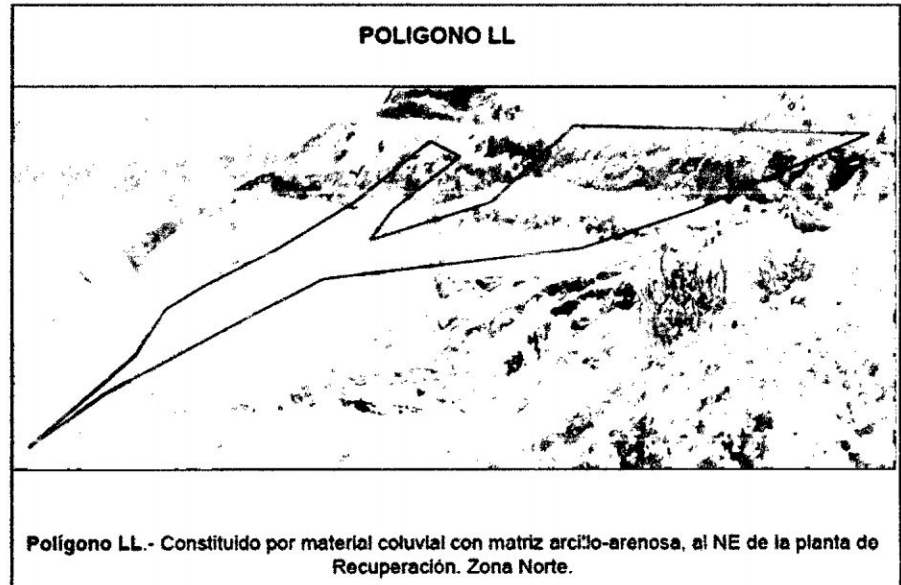 POLIGONO LL
Polígono LL.- Constituido por material coluvial con matriz arcillo-arenosa, al NE de la planta de
Recuperación. Zona Norte.